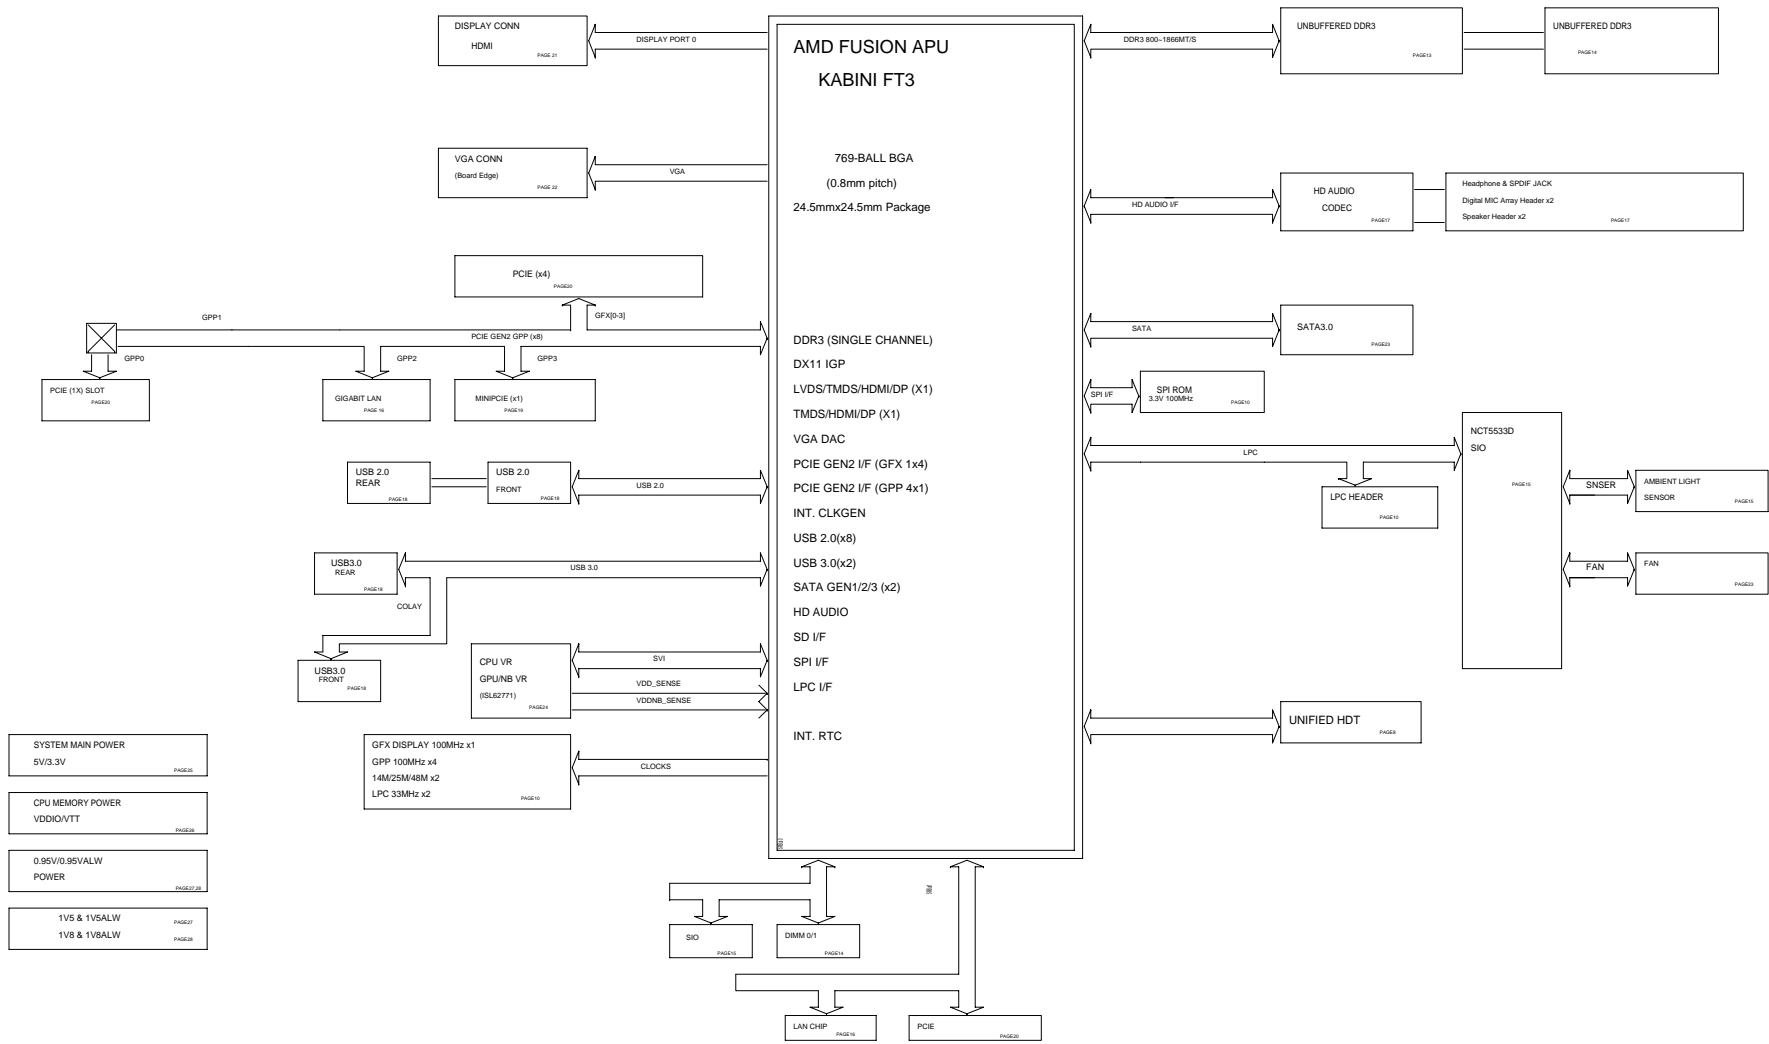 DISPLAY CONN
HDMI
PAGE 21
DISPLAY PORT 0
AMD FUSION APU
KABINI FT3
769-BALL BGA
(0.8mm pitch)
24.5mmx24.5mm Package
DDR3 (SINGLE CHANNEL)
DX11 IGP
LVDS/TMDS/HDMI/DP (X1)
TMDS/HDMI/DP (X1)
VGA DAC
PCIE GEN2 I/F (GFX 1x4)
PCIE GEN2 I/F (GPP 4x1)
INT. CLKGEN
USB 2.0(x8)
USB 3.0(x2)
SATA GEN1/2/3 (x2)
HD AUDIO
SD I/F
SPI I/F
LPC I/F
INT. RTC
DDR3 800~1866MT/S
UNBUFFERED DDR3
PAGE13
UNBUFFERED DDR3
PAGE14
VGA CONN
(Board Edge)
PAGE 22
VGA
HD AUDIO I/F
HD AUDIO
CODEC
PAGE17
Headphone & SPDIF JACK
Digital MIC Array Header x2
Speaker Header x2
PAGE17
PCIE (x4)
PAGE20
GFX[0-3]
GPP1
PCIE GEN2 GPP (x8)
GPP0
GPP2
GPP3
PCIE (1X) SLOT
PAGE20
GIGABIT LAN
PAGE 16
MINIPCIE (x1)
PAGE19
SATA
SATA3.0
PAGE23
SPI I/F
SPI ROM
3.3V 100MHz
PAGE10
LPC
LPC HEADER
PAGE10
NCT5533D
SIO
PAGE15
SNSER
AMBIENT LIGHT
SENSOR
PAGE15
FAN
FAN
PAGE23
USB 2.0
REAR
PAGE18
USB 2.0
FRONT
PAGE18
USB 2.0
USB3.0
REAR
PAGE18
USB 3.0
COLAY
USB3.0
FRONT
PAGE18
CPU VR
GPU/NB VR
(ISL62771)
PAGE24
SVI
VDD_SENSE
VDDNB_SENSE
UNIFIED HDT
PAGE8
GFX DISPLAY 100MHz x1
GPP 100MHz x4
14M/25M/48M x2
LPC 33MHz x2
PAGE10
CLOCKS
SYSTEM MAIN POWER
5V/3.3V
PAGE25
CPU MEMORY POWER
VDDIO/VTT
PAGE26
0.95V/0.95VALW
POWER
PAGE27,28
1V5 & 1V5ALW
PAGE27
1V8 & 1V8ALW
PAGE28
SIO
PAGE15
DIMM 0/1
PAGE14
LAN CHIP
PAGE16
PCIE
PAGE20